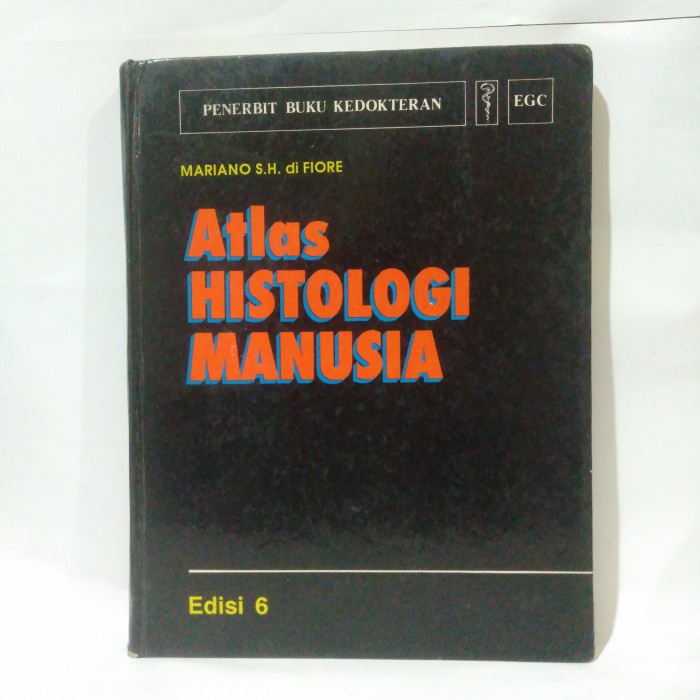 PENERBIT BUKU KEDOKTERAN
EGC
MARIANO S.H. di FIORE
Atlas
HISTOLOGI
MANUSIA
Edisi 6